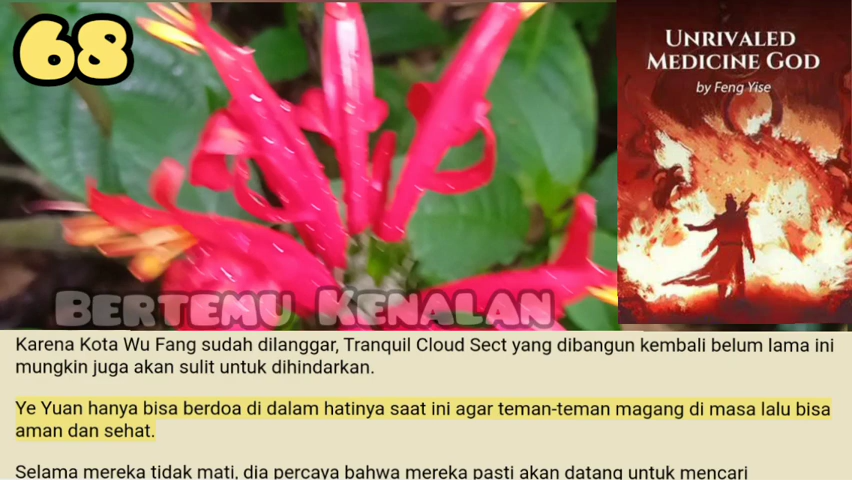 68
UNRIVALED
MEDICINE GOD
by Feng Yise
BERTEMU KENALAN
Karena Kota Wu Fang sudah dilanggar, Tranquil Cloud Sect yang dibangun kembali belum lama ini
mungkin juga akan sulit untuk dihindarkan.
Ye Yuan hanya bisa berdoa di dalam hatinya saat ini agar teman-teman magang di masa lalu bisa
aman dan sehat.
Selama mereka tidak mati, dia percaya bahwa mereka pasti akan datang untuk mencari